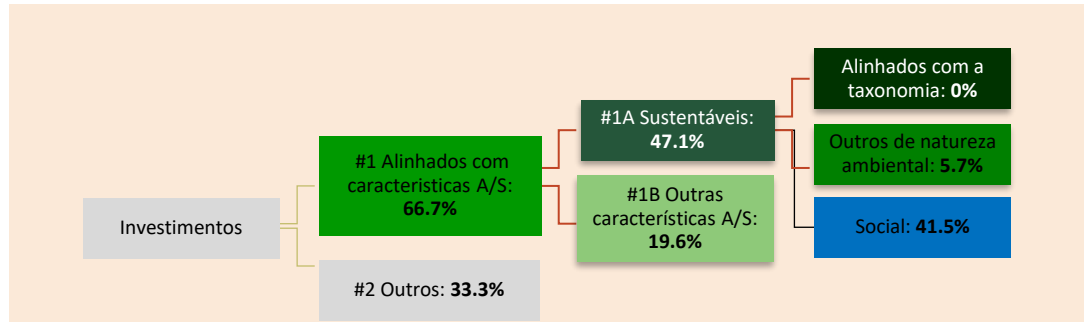 Investimentos
#1 Alinhados com
caracteristicas A/S:
66.7%
#2 Outros: 33.3%
#1A Sustentáveis:
47.1%
#1B Outras
característícas A/S:
19.6%
Alinhados com a
taxonomia: 0%
Outros de natureza
ambiental: 5.7%
Social: 41.5%